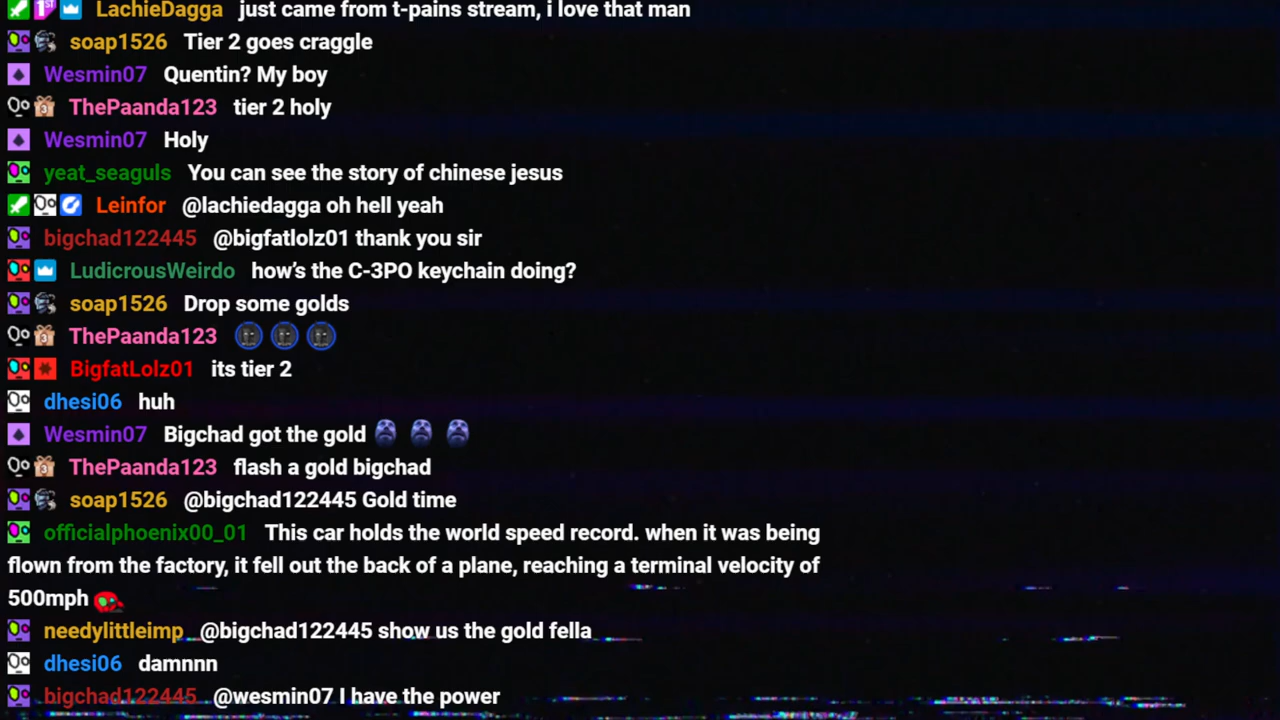 LachieDagga just came from t-pains stream, i love that man
soap1526 Tier 2 goes craggle
Wesmin07 Quentin? My boy
ThePaanda123 tier 2 holy
Wesmin07 Holy
yeat_seaguls You can see the story of chinese jesus
Leinfor @lachiedagga oh hell yeah
bigchad122445 @bigfatlolz01 thank you sir
LudicrousWeirdo how's the C-3PO keychain doing?
soap1526 Drop some golds
ThePaanda123
BigfatLolz01 its tier 2
dhesi06 huh
Wesmin07 Bigchad got the gold
ThePaanda123 flash a gold bigchad
soap1526 @bigchad122445 Gold time
officialphoenix00_01 This car holds the world speed record. when it was being
flown from the factory, it fell out the back of a plane, reaching a terminal velocity of
500mph
needylittleimp @bigchad122445 show us the gold fella
dhesi06 damnnn
bigchad122445 @wesmin07 I have the power